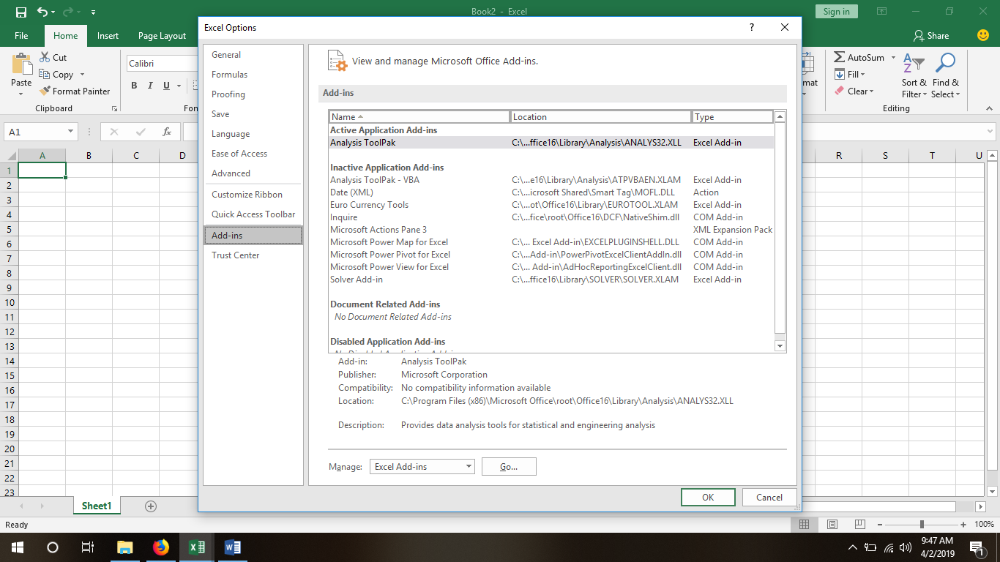 Book2 - Excel
Sign in
File Home Insert Page Layout
Share
Cut
Copy
Format Painter
Paste
Clipboard
Calibri
B I U
Fon
mat
AutoSum
Fill
Clear
Sort & Filter
Find & Select
Editing
A1
fx
A B C D R S T U
1
2
3
4
5
6
7
8
9
10
11
12
13
14
15
16
17
18
19
20
21
22
23
Excel Options
?
General
Formulas
Proofing
Save
Language
Ease of Access
Advanced
Customize Ribbon
Quick Access Toolbar
Add-ins
Trust Center
View and manage Microsoft Office Add-ins.
Add-ins
Name Location Type
Active Application Add-ins
Analysis ToolPak C:\...ffice16\Library\Analysis\ANALYS32.XLL Excel Add-in
Inactive Application Add-ins
Analysis ToolPak - VBA C:\...e16\Library\Analysis\ATPVBAEN.XLAM Excel Add-in
Date (XML) C:\...icrosoft Shared\Smart Tag\MOFL.DLL Action
Euro Currency Tools C:\...ot\Office16\Library\EUROTOOL.XLAM Excel Add-in
Inquire C:\...fice\root\Office16\DCF\NativeShim.dll COM Add-in
Microsoft Actions Pane 3 XML Expansion Pack
Microsoft Power Map for Excel C:\... Excel Add-in\EXCELPLUGINSHELL.DLL COM Add-in
Microsoft Power Pivot for Excel C:\...Add-in\PowerPivotExcelClientAddIn.dll COM Add-in
Microsoft Power View for Excel C:\... Add-in\AdHocReportingExcelClient.dll COM Add-in
Solver Add-in C:\...ffice16\Library\SOLVER\SOLVER.XLAM Excel Add-in
Document Related Add-ins
No Document Related Add-ins
Disabled Application Add-ins
Add-in: Analysis ToolPak
Publisher: Microsoft Corporation
Compatibility: No compatibility information available
Location: C:\Program Files (x86)\Microsoft Office\root\Office16\Library\Analysis\ANALYS32.XLL
Description: Provides data analysis tools for statistical and engineering analysis
Manage: Excel Add-ins Go...
OK Cancel
Sheet1
Ready
100%
9:47 AM
4/2/2019
1